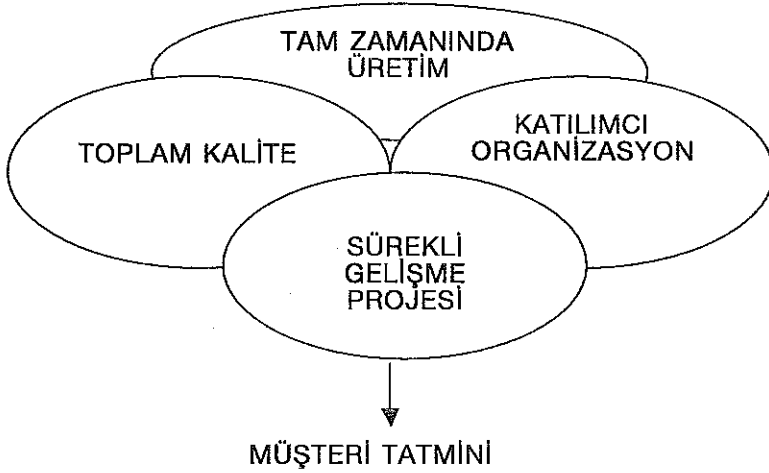 TAM ZAMANINDA
ÜRETİM
TOPLAM KALİTE
KATILIMCI
ORGANİZASYON
SÜREKLİ
GELİŞME
PROJESİ
MÜŞTERİ TATMİNİ